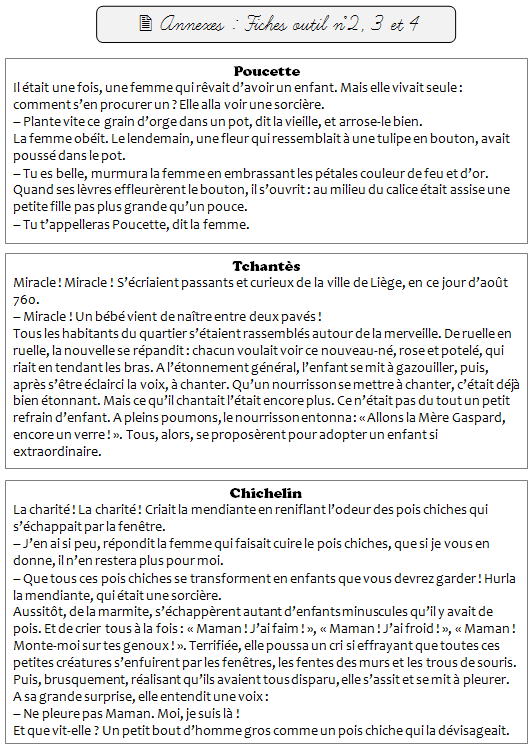 Annexes : Fiches outil n°2, 3 et 4
Poucette
Il était une fois, une femme qui rêvait d'avoir un enfant. Mais elle vivait seule :
comment s'en procurer un ? Elle alla voir une sorcière.
– Plante vite ce grain d'orge dans un pot, dit la vieille, et arrose-le bien.
La femme obéit. Le lendemain, une fleur qui ressemblait à une tulipe en bouton, avait
poussé dans le pot.
– Tu es belle, murmura la femme en embrassant les pétales couleur de feu et d'or.
Quand ses lèvres effleurèrent le bouton, il s'ouvrit : au milieu du calice était assise une
petite fille pas plus grande qu'un pouce.
– Tu t'appelleras Poucette, dit la femme.
Tchantès
Miracle ! Miracle ! S'écriaient passants et curieux de la ville de Liège, en ce jour d'août
760.
– Miracle ! Un bébé vient de naître entre deux pavés !
Tous les habitants du quartier s'étaient rassemblés autour de la merveille. De ruelle en
ruelle, la nouvelle se répandit : chacun voulait voir ce nouveau-né, rose et potelé, qui
riait en tendant les bras. A l'étonnement général, l'enfant se mit à gazouiller, puis,
après s'être éclairci la voix, à chanter. Qu'un nourrisson se mettre à chanter, c'était déjà
bien étonnant. Mais ce qu'il chantait l'était encore plus. Ce n'était pas du tout un petit
refrain d'enfant. A pleins poumons, le nourrisson entonna : « Allons la Mère Gaspard,
encore un verre ! ». Tous, alors, se proposèrent pour adopter un enfant si
extraordinaire.
Chichelin
La charité ! La charité ! Criait la mendiante en reniflant l'odeur des pois chiches qui
s'échappait par la fenêtre.
– J'en ai si peu, répondit la femme qui faisait cuire le pois chiches, que si je vous en
donne, il n'en restera plus pour moi.
– Que tous ces pois chiches se transforment en enfants que vous devrez garder ! Hurla
la mendiante, qui était une sorcière.
Aussitôt, de la marmite, s'échappèrent autant d'enfants minuscules qu'il y avait de
pois. Et de crier tous à la fois : « Maman ! J'ai faim ! », « Maman ! J'ai froid ! », « Maman !
Monte-moi sur tes genoux ! ». Terrifiée, elle poussa un cri si effrayant que toutes ces
petites créatures s'enfuirent par les fenêtres, les fentes des murs et les trous de souris.
Puis, brusquement, réalisant qu'ils avaient tous disparu, elle s'assit et se mit à pleurer.
A sa grande surprise, elle entendit une voix :
– Ne pleure pas Maman. Moi, je suis là !
Et que vit-elle ? Un petit bout d'homme gros comme un pois chiche qui la dévisageait.